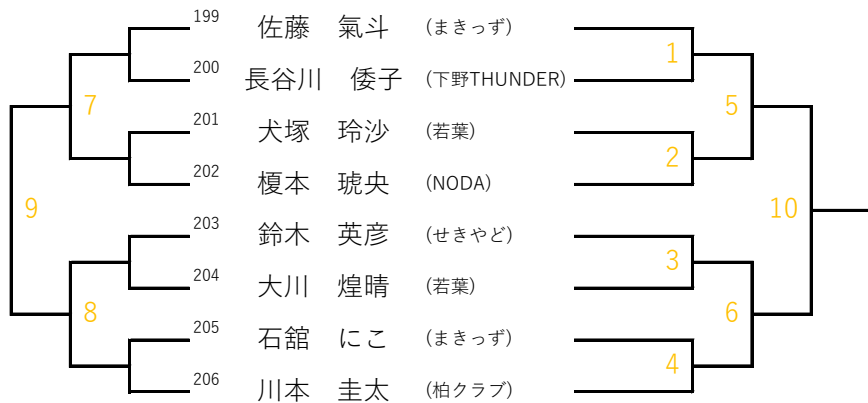 199 佐藤 氣斗 (まきっず)
1
200 長谷川 倭子 (下野THUNDER)
7 5
201 犬塚 玲沙 (若葉)
2
202 榎本 琥央 (NODA)
9 10
203 鈴木 英彦 (せきやど)
3
204 大川 煌晴 (若葉)
8 6
205 石舘 にこ (まきっず)
4
206 川本 圭太 (柏クラブ)